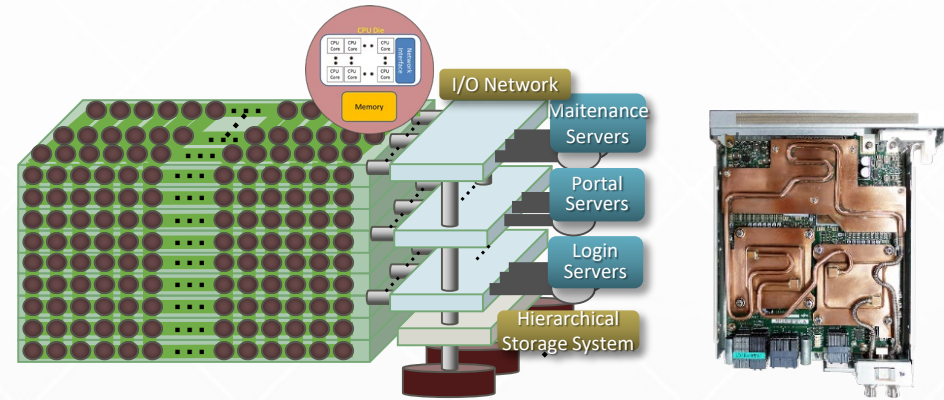 CPU Die
CPU
Core
CPU
Core
CPU
Core
CPU
Core
CPU
Core
CPU
Core
Network
Interface
Memory
I/O Network
Maitenance
Servers
Portal
Servers
Login
Servers
Hierarchical
Storage System